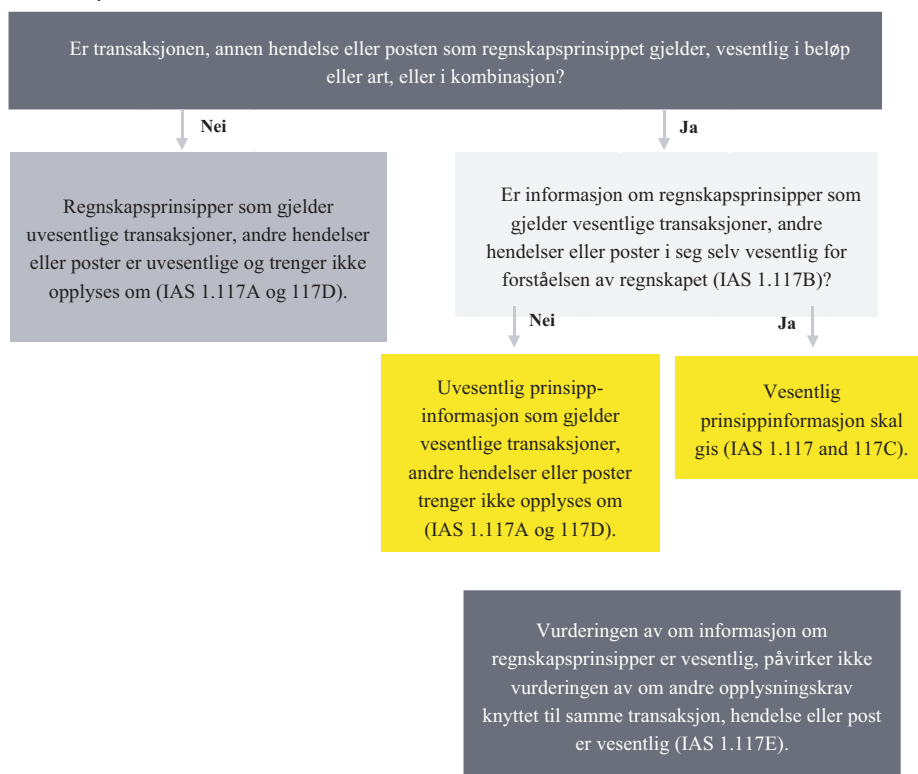 Er transaksjonen, annen hendelse eller posten som regnskapsprinsippet gjelder, vesentlig i beløp
eller art, eller i kombinasjon?
Nei
Ja
Regnskapsprinsipper som gjelder
uvesentlige transaksjoner, andre hendelser
eller poster er uvesentlige og trenger ikke
opplyses om (IAS 1.117A og 117D).
Er informasjon om regnskapsprinsipper som
gjelder vesentlige transaksjoner, andre
hendelser eller poster i seg selv vesentlig for
forståelsen av regnskapet (IAS 1.117B)?
Nei
Ja
Uvesentlig prinsipp-
informasjon som gjelder
vesentlige transaksjoner,
andre hendelser eller poster
trenger ikke opplyses om
(IAS 1.117A og 117D).
Vesentlig
prinsippinformasjon skal
gis (IAS 1.117 and 117C).
Vurderingen av om informasjon om
regnskapsprinsipper er vesentlig, påvirker ikke
vurderingen av om andre opplysningskrav
knyttet til samme transaksjon, hendelse eller post
er vesentlig (IAS 1.117E).